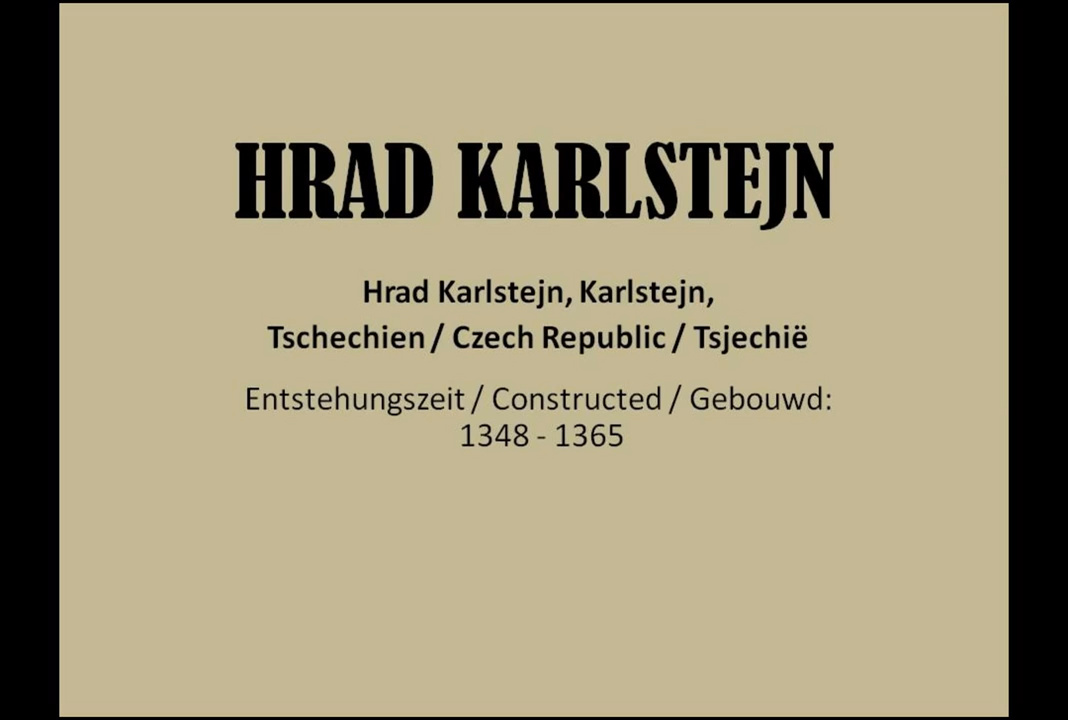 HRAD KARLSTEJN
Hrad Karlstejn, Karlstejn,
Tschechien / Czech Republic / Tsjechië
Entstehungszeit / Constructed / Gebouwd:
1348 - 1365